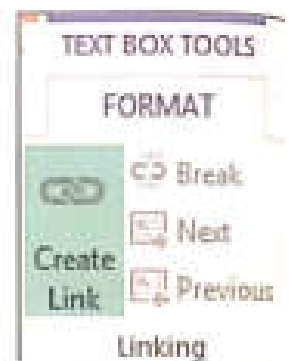 TEXT BOX TOOLS
FORMAT
Create
Link
Break
Next
Previous
Linking